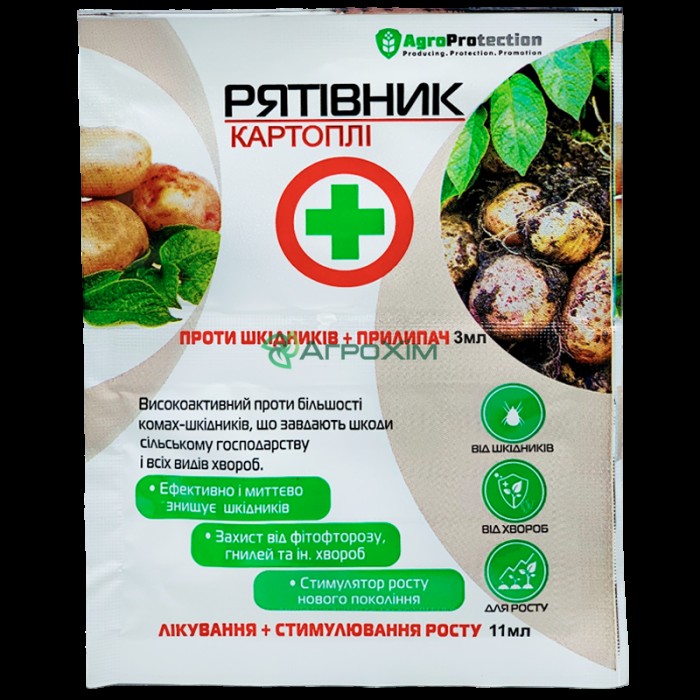 AgroProtection
Producing. Protection. Promotion
РЯТІВНИК
КАРТОПЛІ
ПРОТИ ШКІДНИКІВ + ПРИЛИПАЧ 3мл
АГРОХІМ
Високоактивний проти більшості
комах-шкідників, що завдають шкоди
сільському господарству
і всіх видів хвороб.
• Ефективно і миттєво
знищує шкідників
• Захист від фітофторозу,
гнилей та ін. хвороб
• Стимулятор росту
нового покоління
ВІД ШКІДНИКІВ
ВІД ХВОРОБ
ДЛЯ РОСТУ
ЛІКУВАННЯ + СТИМУЛЮВАННЯ РОСТУ 11мл